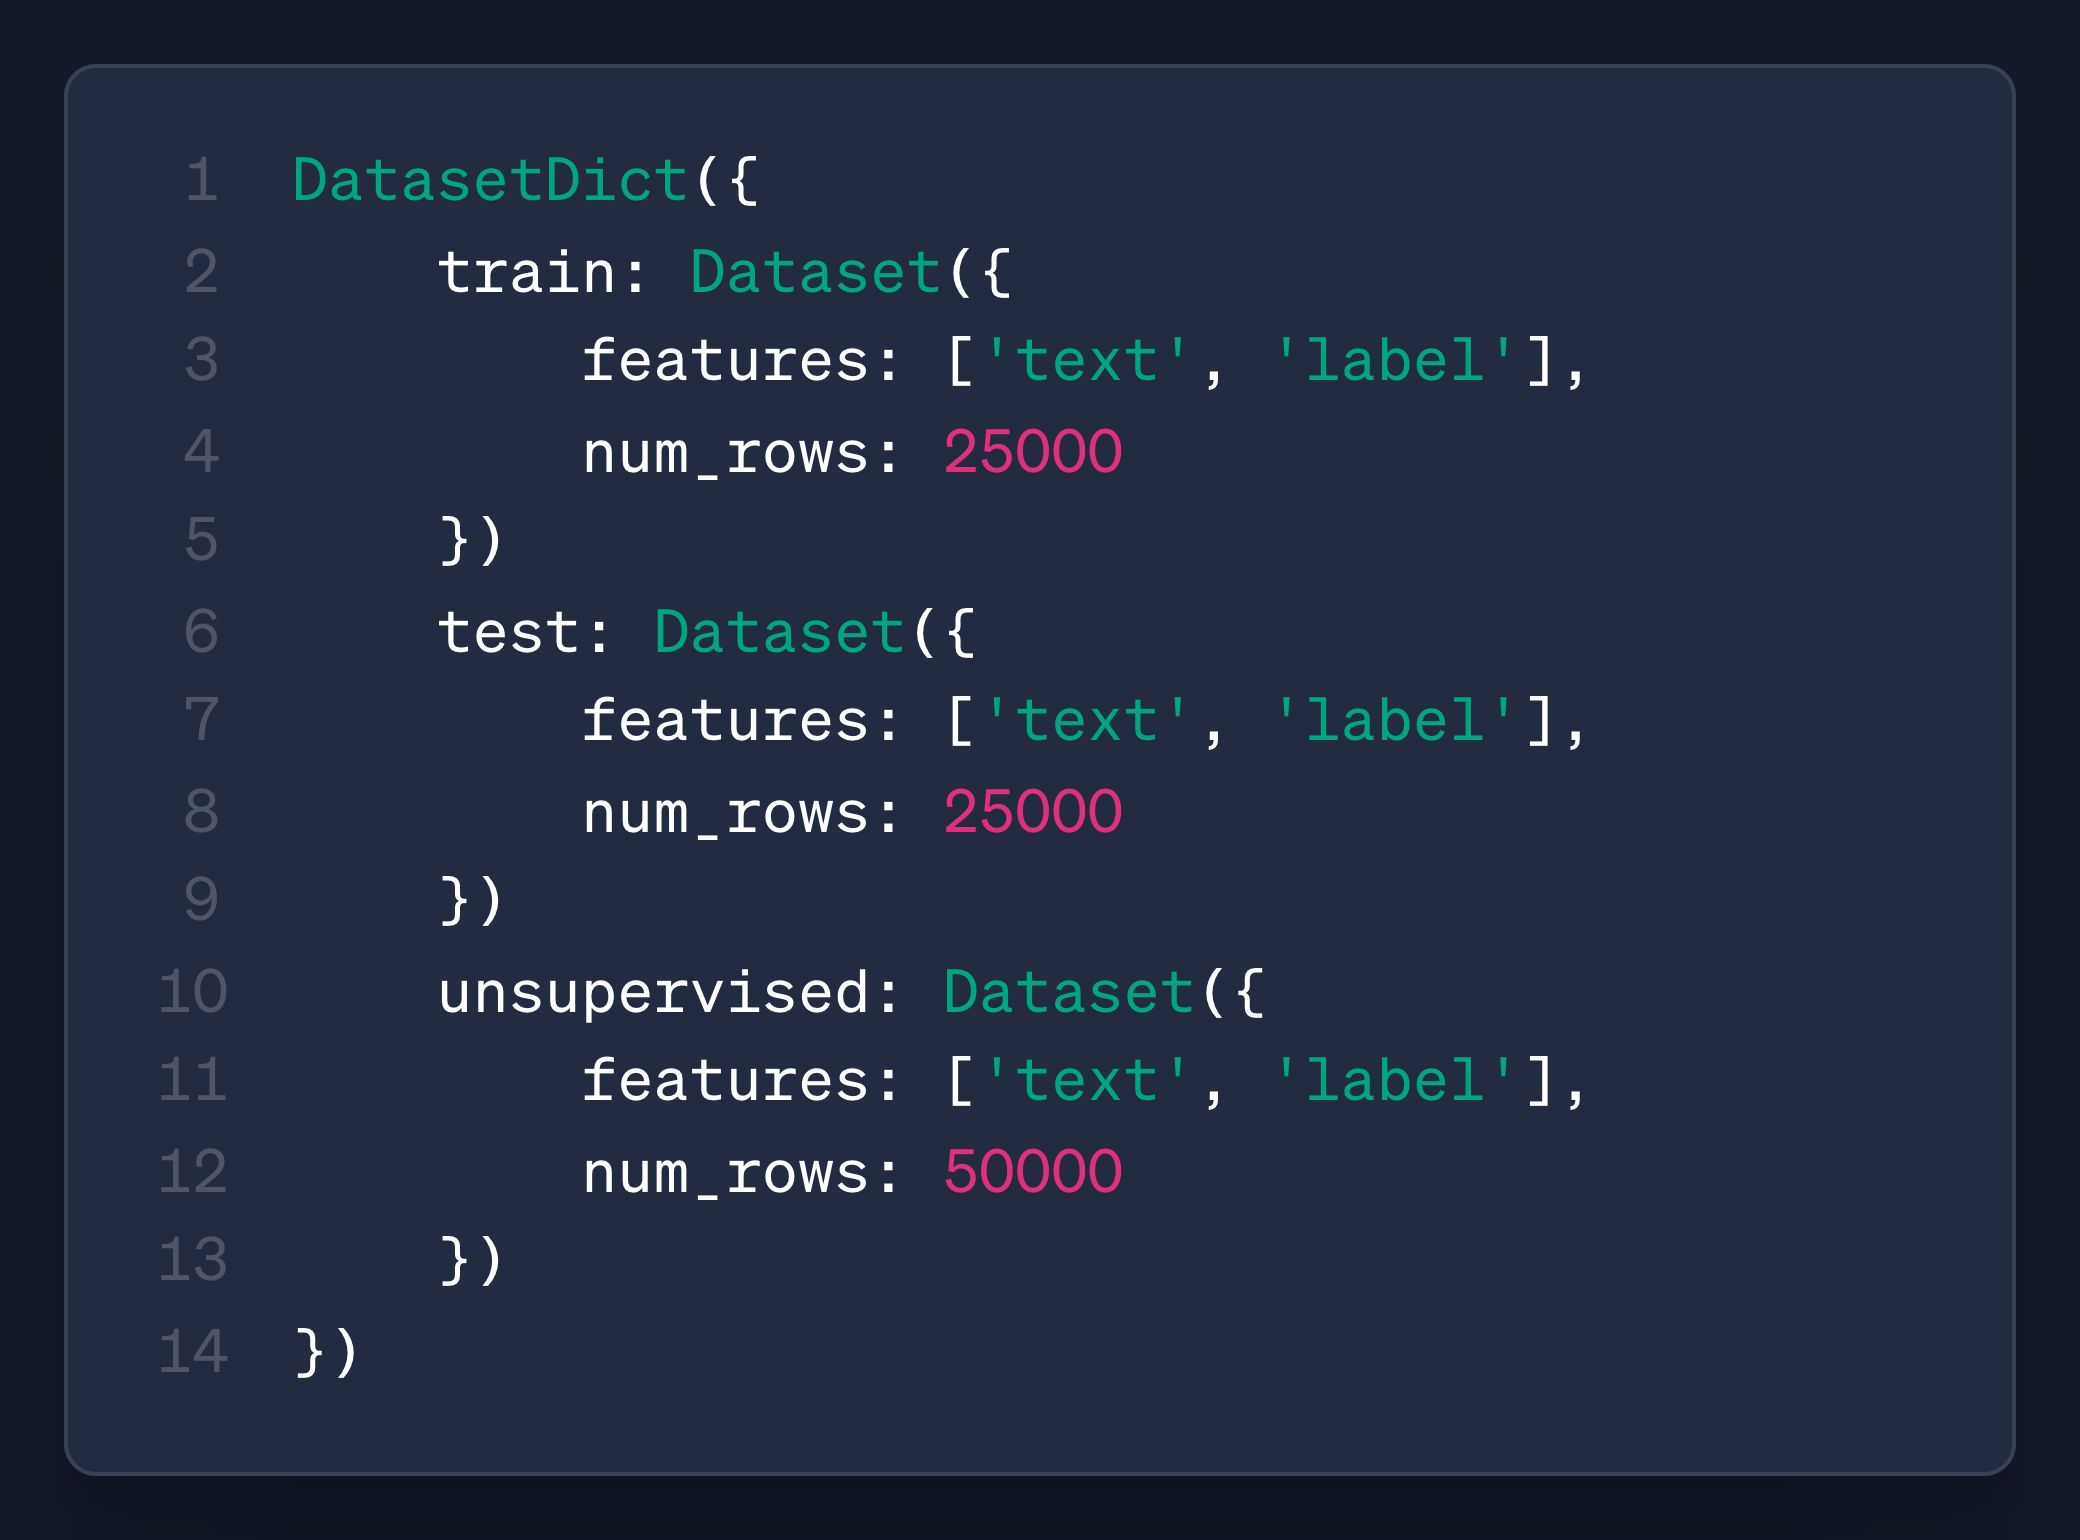 1 DatasetDict({
2     train: Dataset({
3         features: ['text', 'label'],
4         num_rows: 25000
5     })
6     test: Dataset({
7         features: ['text', 'label'],
8         num_rows: 25000
9     })
10     unsupervised: Dataset({
11         features: ['text', 'label'],
12         num_rows: 50000
13     })
14 })